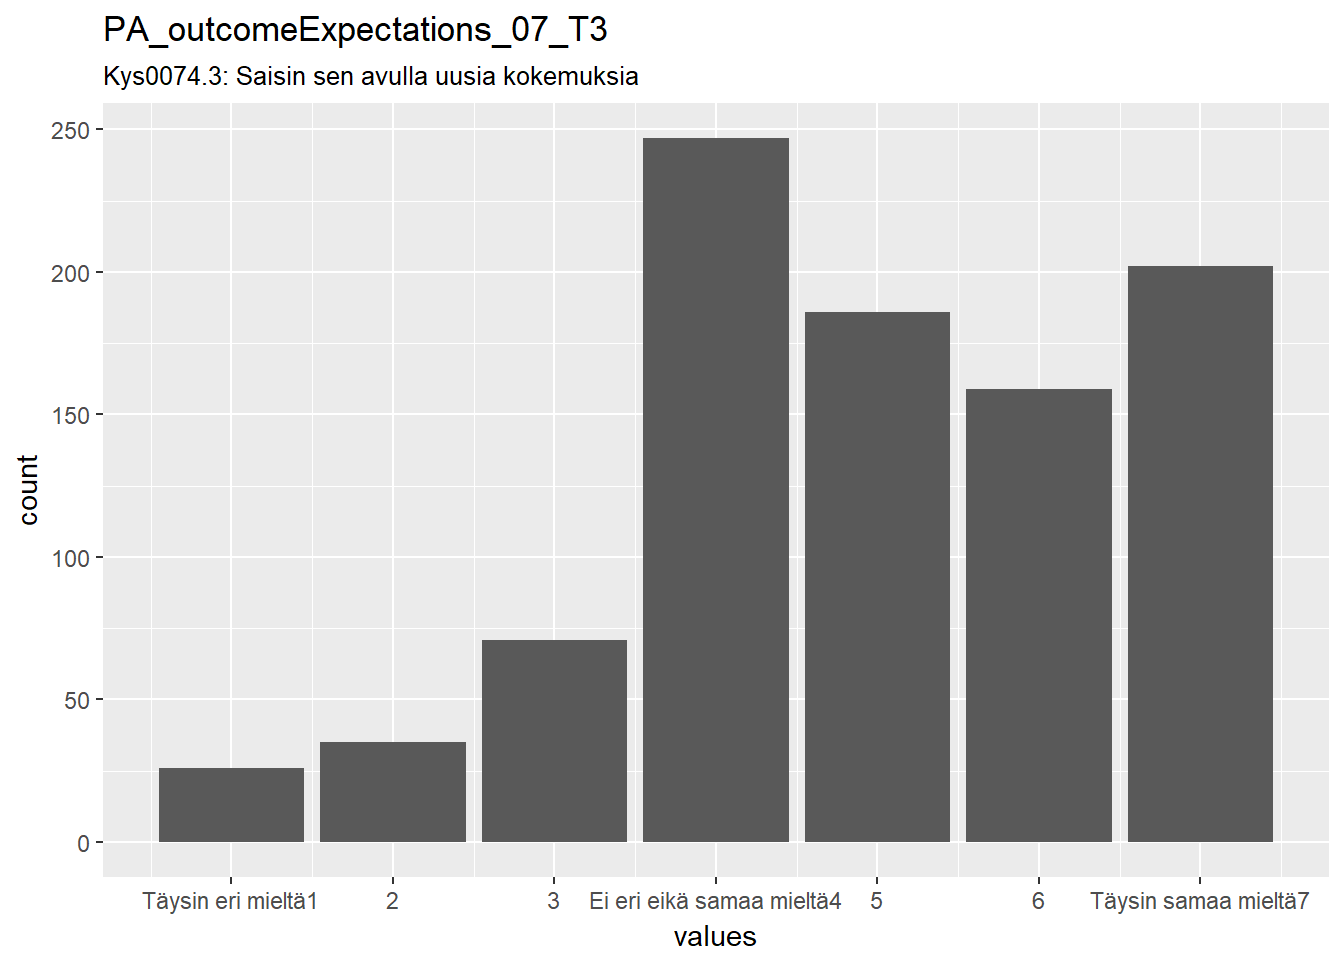 PA_outcomeExpectations_07_T3
Kys0074.3: Saisin sen avulla uusia kokemuksia
250
200
150
100
50
0
count
Täysin eri mieltä1 2 3 Ei eri eikä samaa mieltä4 5 6 Täysin samaa mieltä7
values